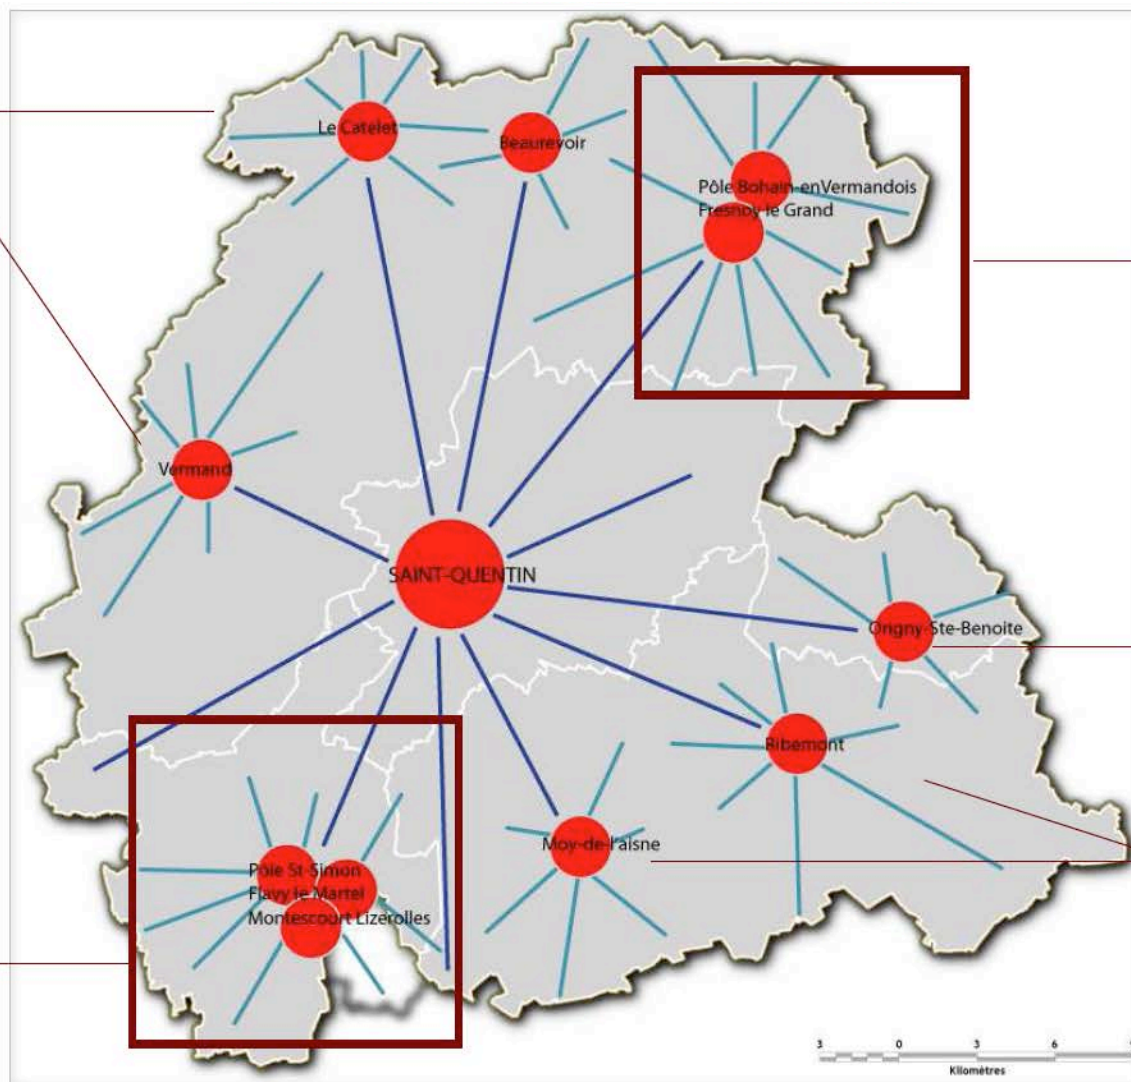 Le Catelet
Beaurevoir
Pôle Bohain-enVermandois
Fresnoy-le Grand
Vermand
SAINT-QUENTIN
Origny-Ste-Benoite
Ribemont
Moy-de-l'aisne
Pôle St-Simon
Flavy le Martel
Montescourt Lizerolles
3 0 3 6
Kilomètres